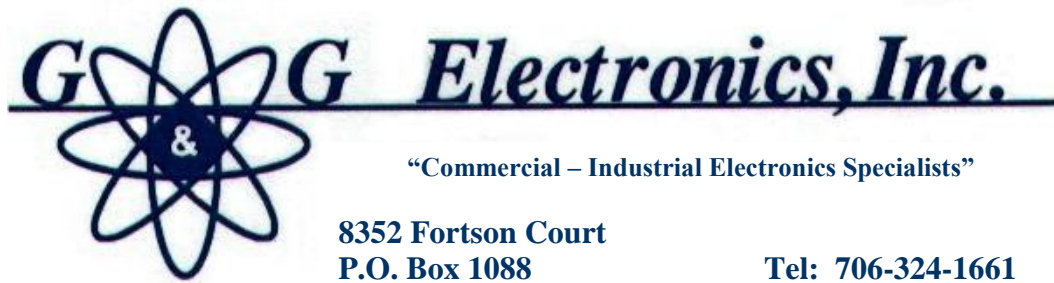 G & G Electronics, Inc.
“Commercial – Industrial Electronics Specialists”
8352 Fortson Court
P.O. Box 1088 Tel: 706-324-1661